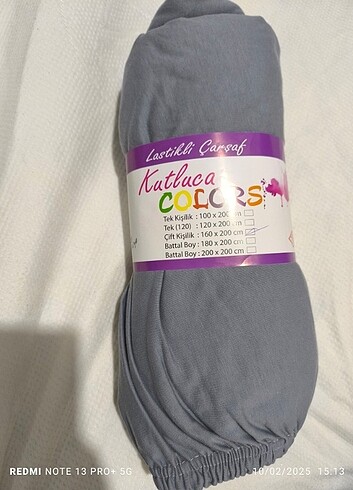 Lastikli Çarşaf
Kutluca
COLORS
Tek Kişilik : 100 x 200 cm
Tek (120) : 120 x 200 cm
Çift Kişilik : 160 x 200 cm
Battal Boy : 180 x 200 cm
Battal Boy : 200 x 200 cm
REDMI NOTE 13 PRO+ 5G
10/02/2025 15:13